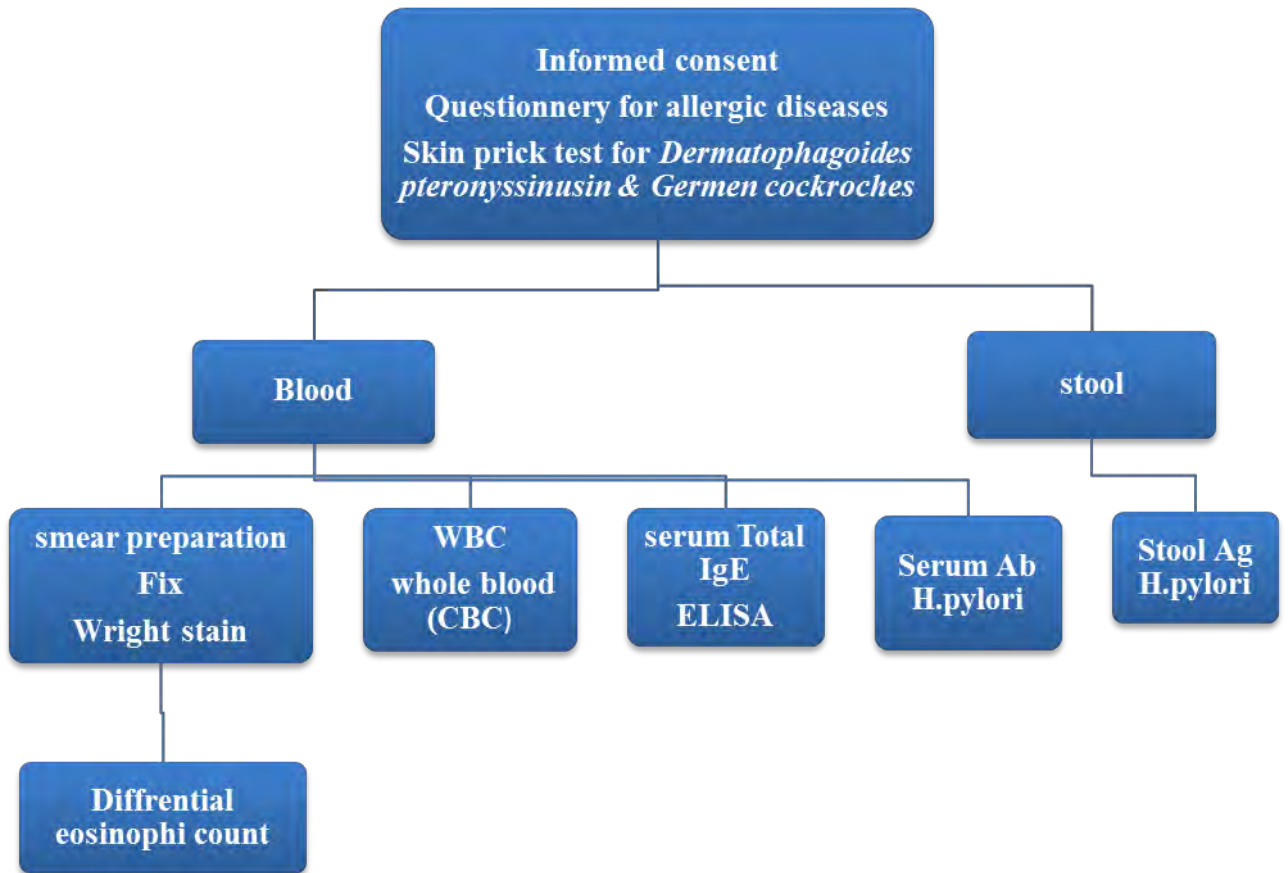 Informed consent
Questionnery for allergic diseases
Skin prick test for Dermatophagoides
pteronyssinusin & Germen cockroches
Blood
stool
smear preparation
Fix
Wright stain
WBC
whole blood
(CBC)
serum Total
IgE
ELISA
Serum Ab
H.pylori
Stool Ag
H.pylori
Diffrential
eosinophi count